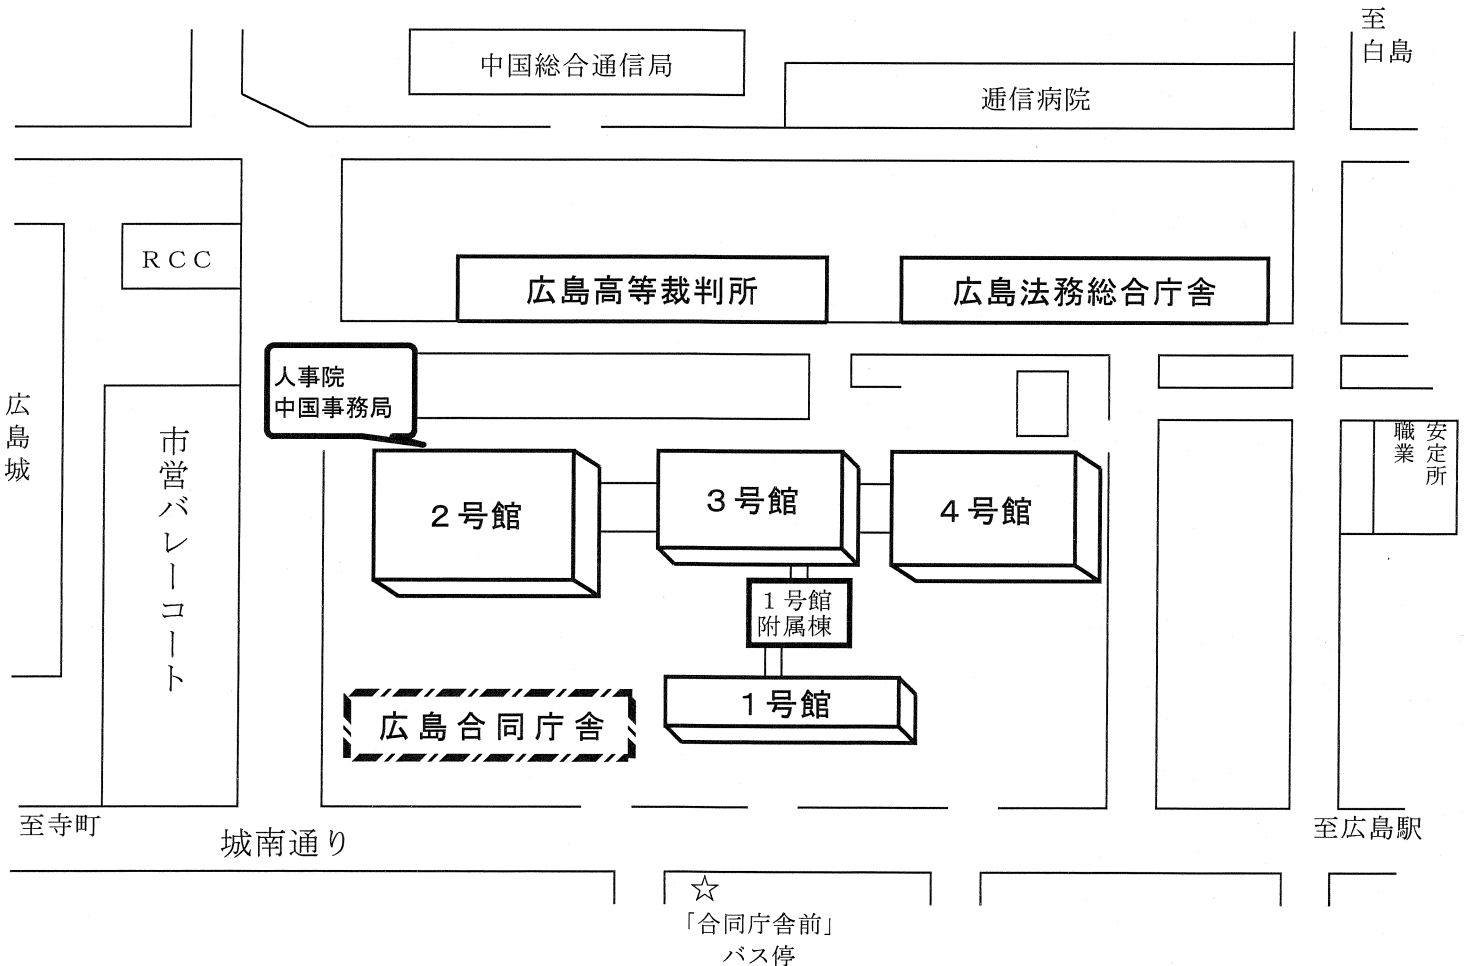 至
白島
中国総合通信局
逓信病院
RCC
広島高等裁判所
広島法務総合庁舎
人事院
中国事務局
広島城
市営バレーコート
安定所
職業
2号館
3号館
4号館
1号館
附属棟
1号館
広島合同庁舎
至寺町
城南通り
至広島駅
☆
「合同庁舎前」
バス停